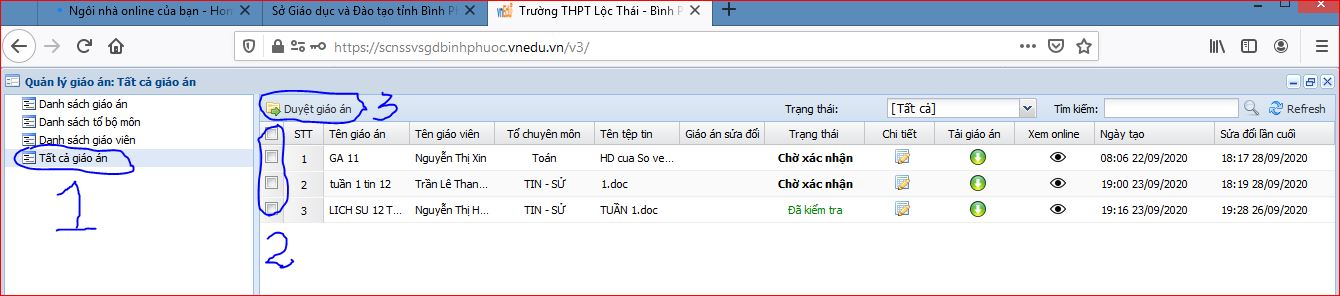 Ngôi nhà online của bạn - Hon
Sở Giáo dục và Đào tạo tỉnh Bình Ph
vnEdu Trường THPT Lộc Thái - Bình P
https://scnssvsgdbinhphuoc.vnedu.vn/v3/
Quản lý giáo án: Tất cả giáo án
Danh sách giáo án
Danh sách tổ bộ môn
Danh sách giáo viên
Tất cả giáo án
1
Duyệt giáo án 3 Trạng thái: [Tất cả] Tìm kiếm: Refresh
STT Tên giáo án Tên giáo viên Tổ chuyên môn Tên tệp tin Giáo án sửa đổi Trạng thái Chi tiết Tải giáo án Xem online Ngày tạo Sửa đổi lần cuối
1 GA 11 Nguyễn Thị Xin Toán HD cua So ve... Chờ xác nhận 08:06 22/09/2020 18:17 28/09/2020
2 tuần 1 tin 12 Trần Lê Than... TIN - SỬ 1.doc Chờ xác nhận 19:00 23/09/2020 18:19 28/09/2020
3 LICH SU 12 T... Nguyễn Thị H... TIN - SỬ TUẦN 1.doc Đã kiểm tra 19:16 23/09/2020 19:28 26/09/2020
2